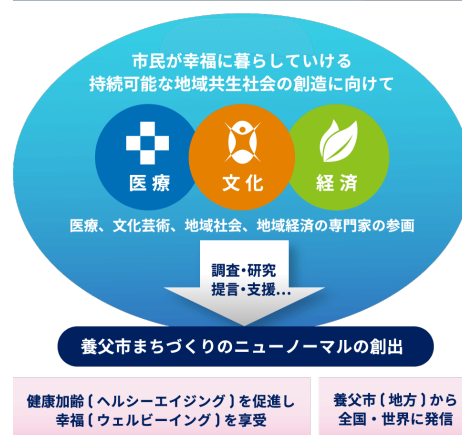 市民が幸福に暮らしていける
持続可能な地域共生社会の創造に向けて
医療
文化
経済
医療、文化芸術、地域社会、地域経済の専門家の参画
調査・研究
提言・支援...
養父市まちづくりのニューノーマルの創出
健康加齢 ( ヘルシーエイジング ) を促進し
幸福 ( ウェルビーイング ) を享受
養父市 ( 地方 ) から
全国・世界に発信